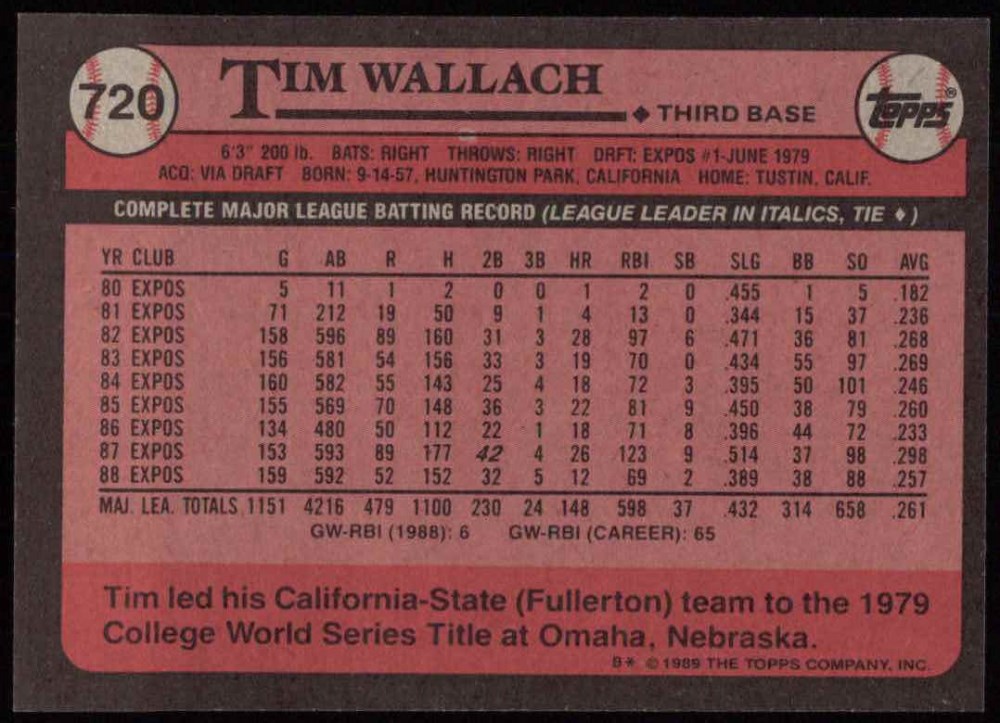 720
TIM WALLACH
◆ THIRD BASE
Topps®
6'3" 200 lb. BATS: RIGHT THROWS: RIGHT DRFT: EXPOS #1-JUNE 1979
ACQ: VIA DRAFT BORN: 9-14-57, HUNTINGTON PARK, CALIFORNIA HOME: TUSTIN, CALIF.
COMPLETE MAJOR LEAGUE BATTING RECORD (LEAGUE LEADER IN ITALICS, TIE ♦)
YR CLUB G AB R H 2B 3B HR RBI SB SLG BB SO AVG
80 EXPOS 5 11 1 2 0 0 1 2 0 .455 1 5 .182
81 EXPOS 71 212 19 50 9 1 4 13 0 .344 15 37 .236
82 EXPOS 158 596 89 160 31 3 28 97 6 .471 36 81 .268
83 EXPOS 156 581 54 156 33 3 19 70 0 .434 55 97 .269
84 EXPOS 160 582 55 143 25 4 18 72 3 .395 50 101 .246
85 EXPOS 155 569 70 148 36 3 22 81 9 .450 38 79 .260
86 EXPOS 134 480 50 112 22 1 18 71 8 .396 44 72 .233
87 EXPOS 153 593 89 177 42 4 26 123 9 .514 37 98 .298
88 EXPOS 159 592 52 152 32 5 12 69 2 .389 38 88 .257
MAJ. LEA. TOTALS 1151 4216 479 1100 230 24 148 598 37 .432 314 658 .261
GW-RBI (1988): 6 GW-RBI (CAREER): 65
Tim led his California-State (Fullerton) team to the 1979
College World Series Title at Omaha, Nebraska.
B* © 1989 THE TOPPS COMPANY, INC.